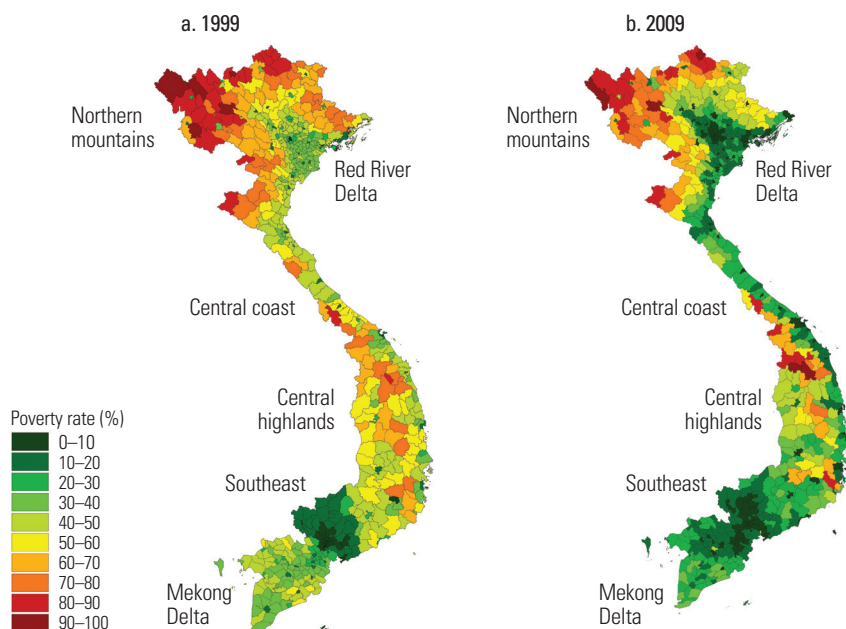 a. 1999
b. 2009
Northern
mountains
Red River
Delta
Central coast
Central
highlands
Southeast
Mekong
Delta
Northern
mountains
Red River
Delta
Central coast
Central
highlands
Southeast
Mekong
Delta
Poverty rate (%)
0–10
10–20
20–30
30–40
40–50
50–60
60–70
70–80
80–90
90–100